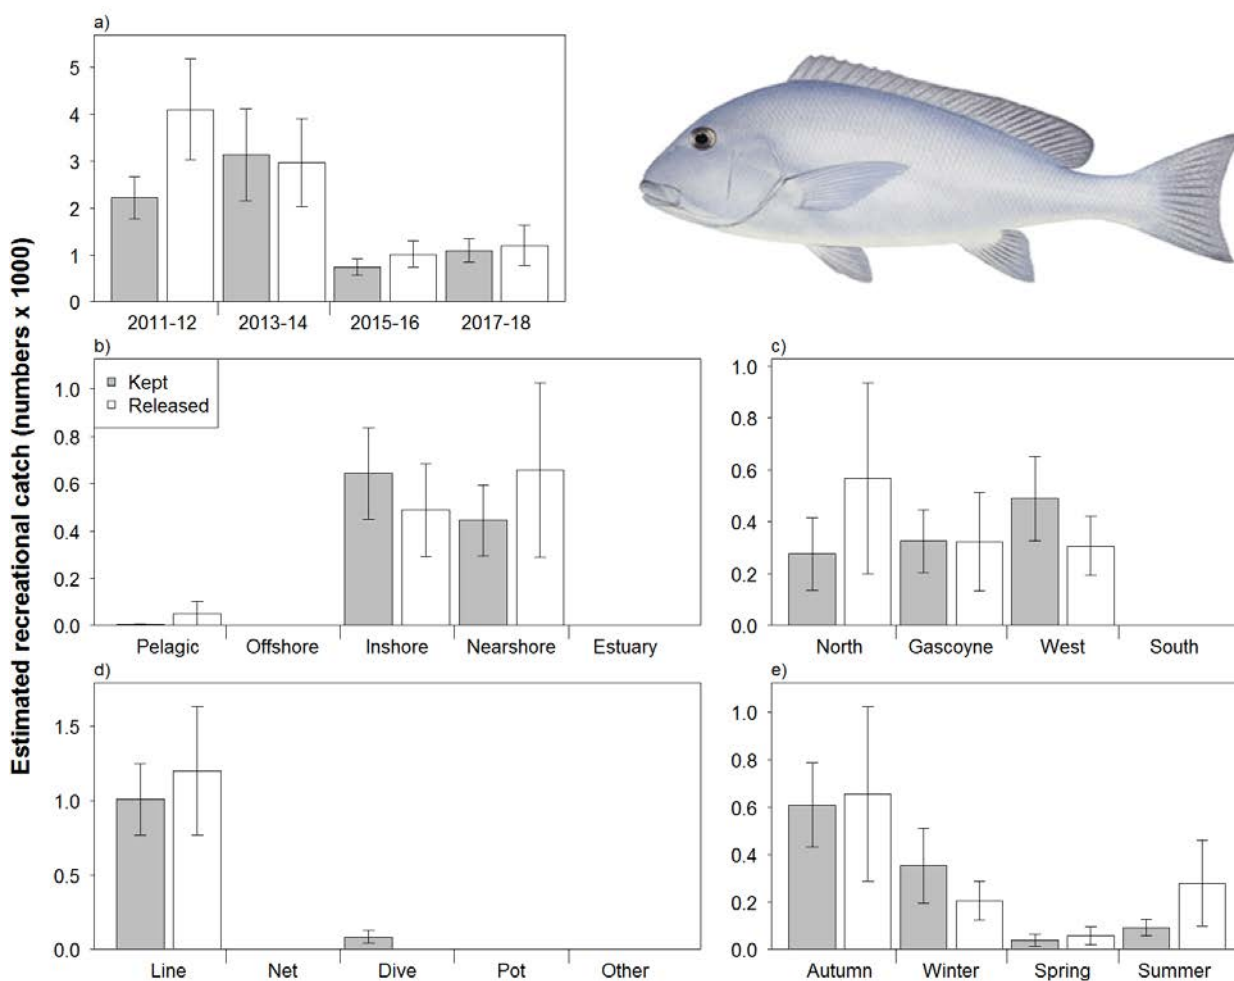 Estimated recreational catch (numbers x 1000)
a)
5
4
3
2
1
0
2011-12 2013-14 2015-16 2017-18
b)
Kept
Released
1.0
0.8
0.6
0.4
0.2
0.0
Pelagic Offshore Inshore Nearshore Estuary
c)
1.0
0.8
0.6
0.4
0.2
0.0
North Gascoyne West South
d)
1.5
1.0
0.5
0.0
Line Net Dive Pot Other
e)
1.0
0.8
0.6
0.4
0.2
0.0
Autumn Winter Spring Summer